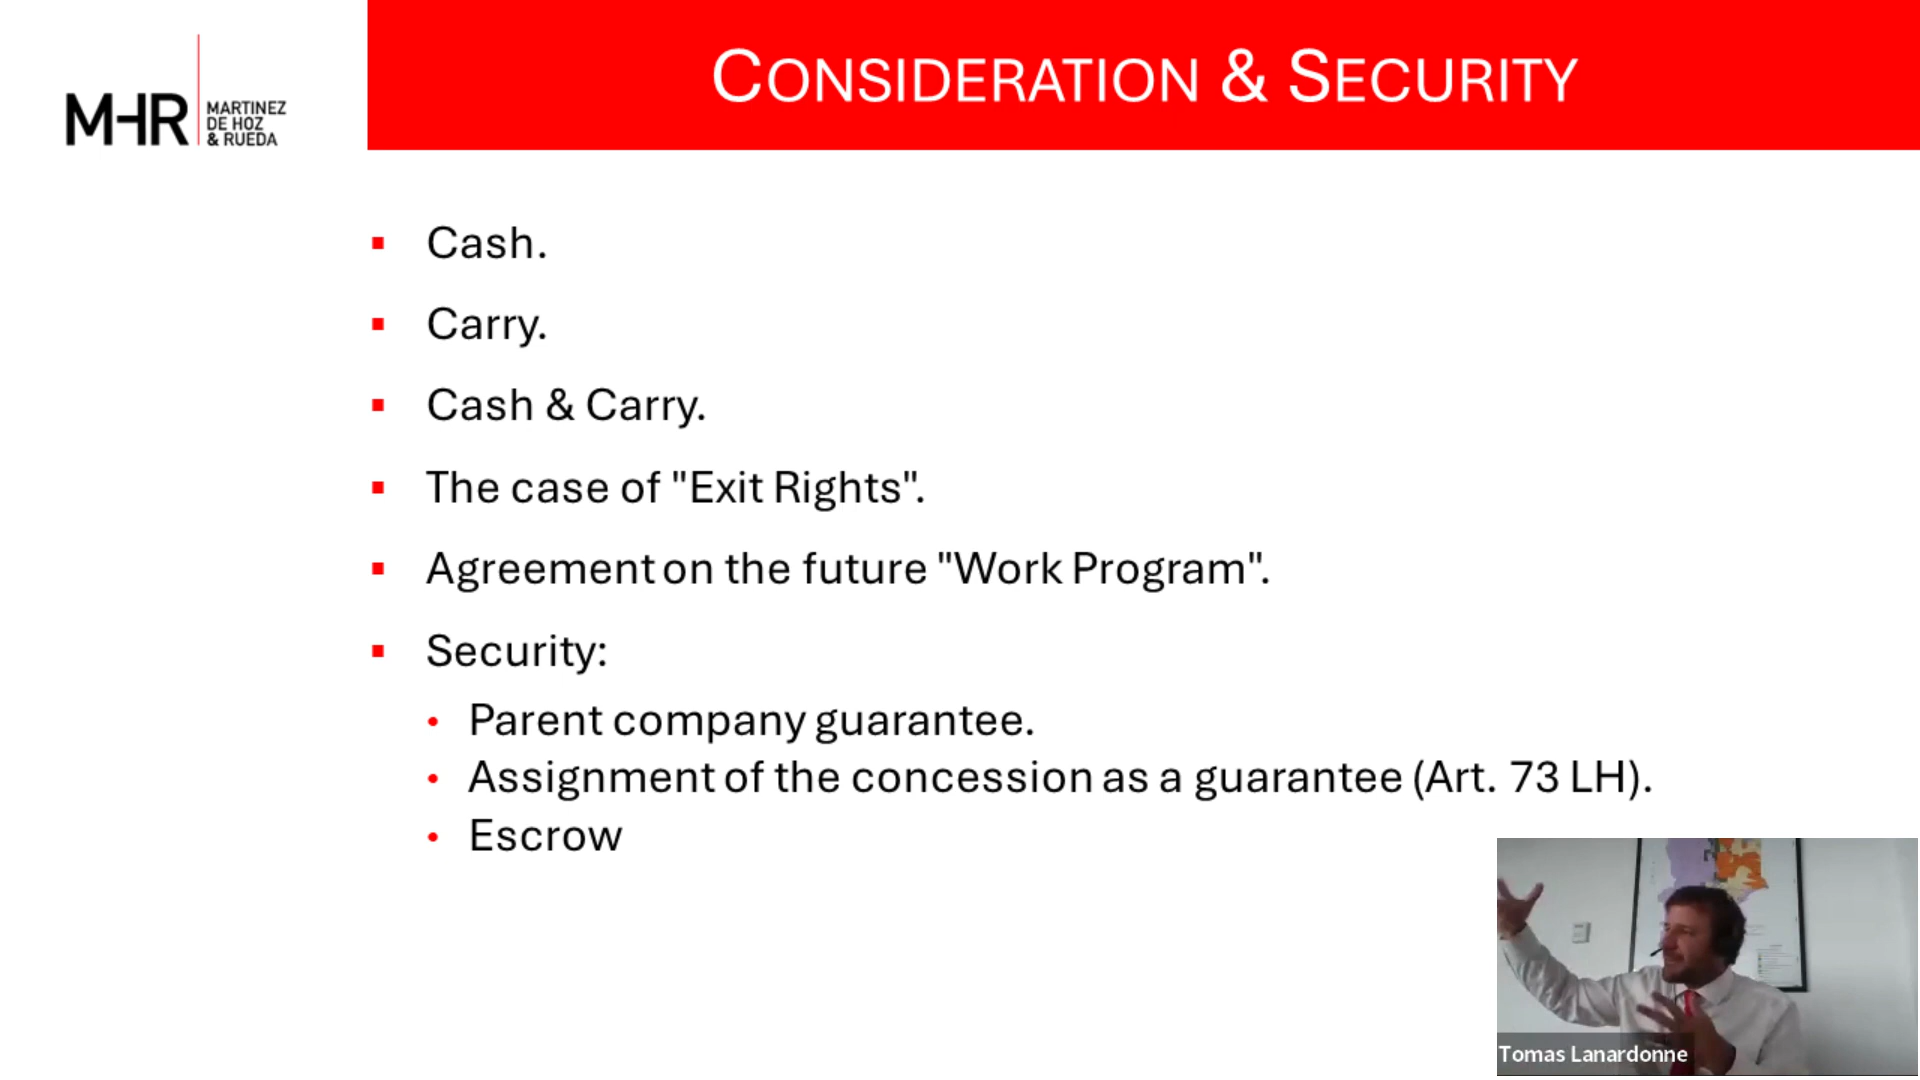 MHR
MARTINEZ
DE HOZ
& RUEDA
CONSIDERATION & SECURITY
Cash.
Carry.
Cash & Carry.
The case of "Exit Rights".
Agreement on the future "Work Program".
Security:
Parent company guarantee.
Assignment of the concession as a guarantee (Art. 73 LH).
Escrow
Tomas Lanardonne